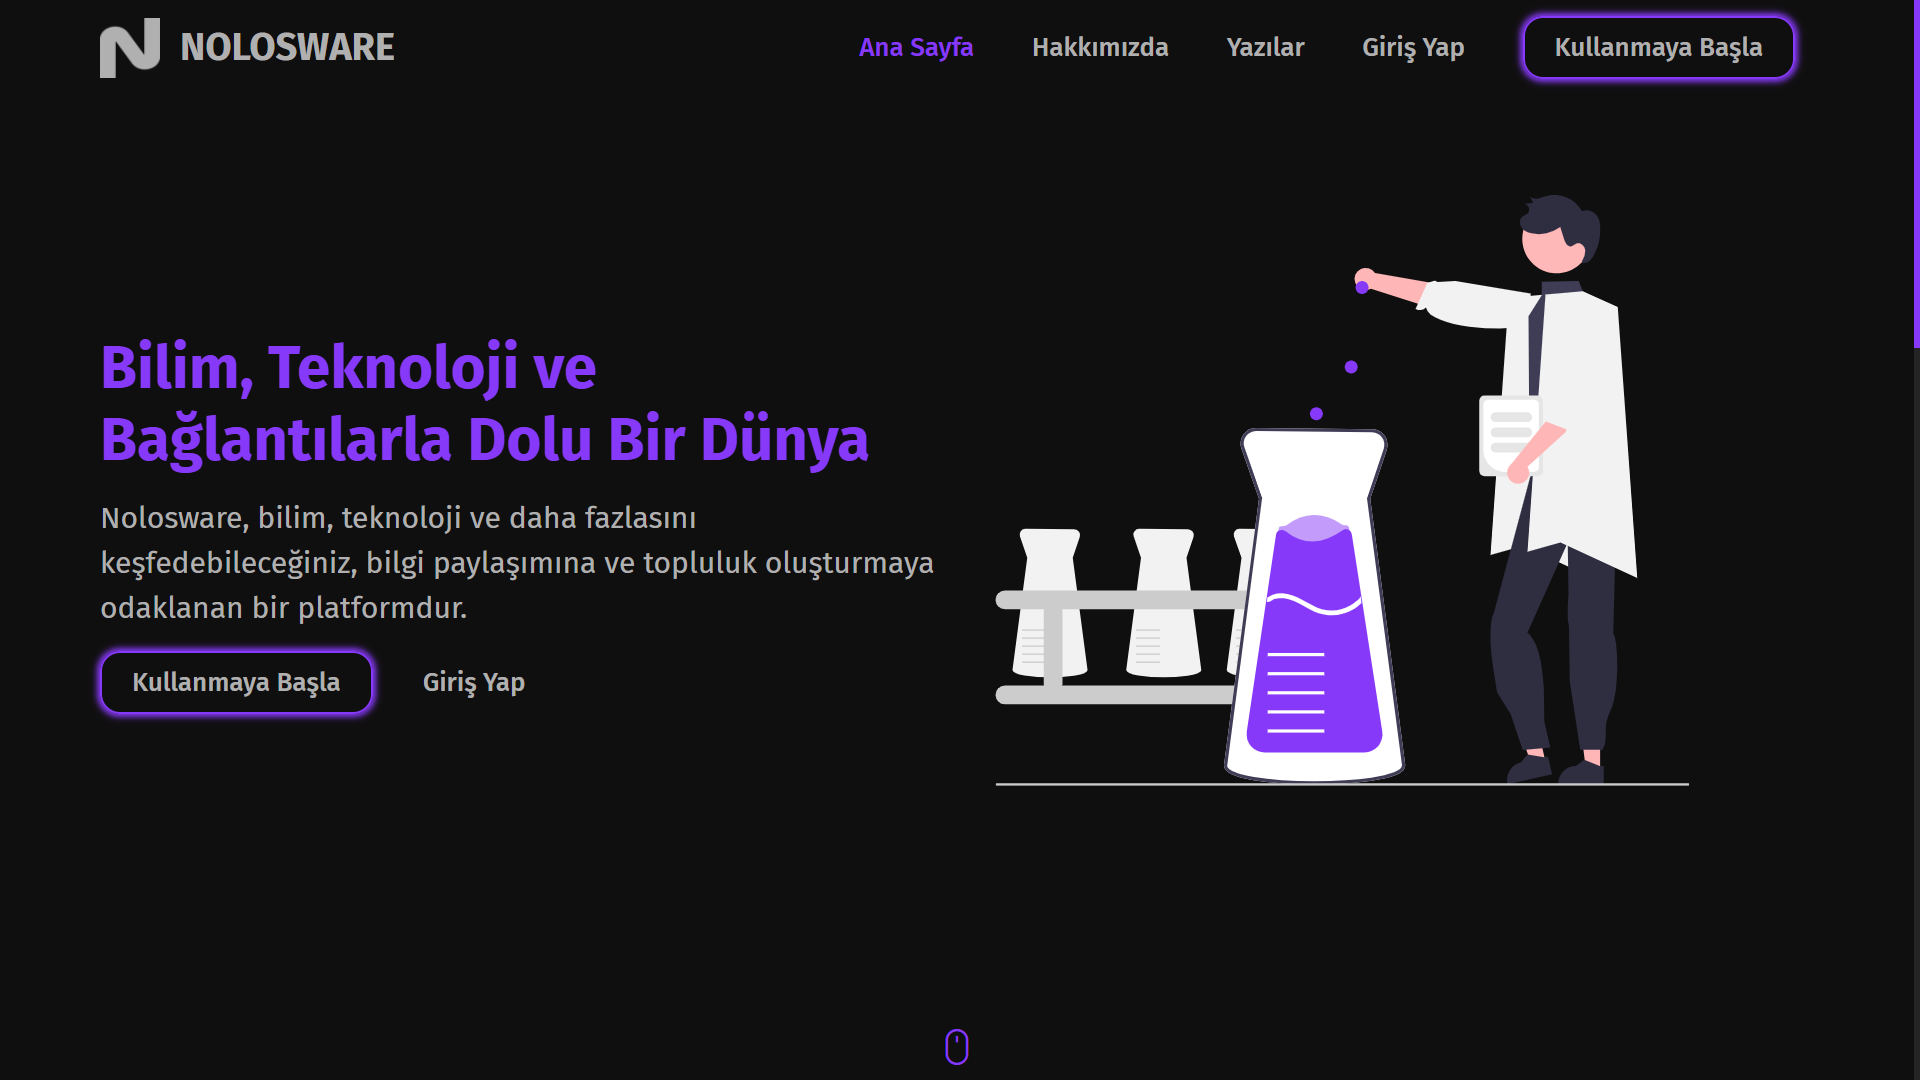 NOLOSWARE
Ana Sayfa
Hakkımızda
Yazılar
Giriş Yap
Kullanmaya Başla
Bilim, Teknoloji ve
Bağlantılarla Dolu Bir Dünya
Nolosware, bilim, teknoloji ve daha fazlasını
keşfedebileceğiniz, bilgi paylaşımına ve topluluk oluşturmaya
odaklanan bir platformdur.
Kullanmaya Başla
Giriş Yap